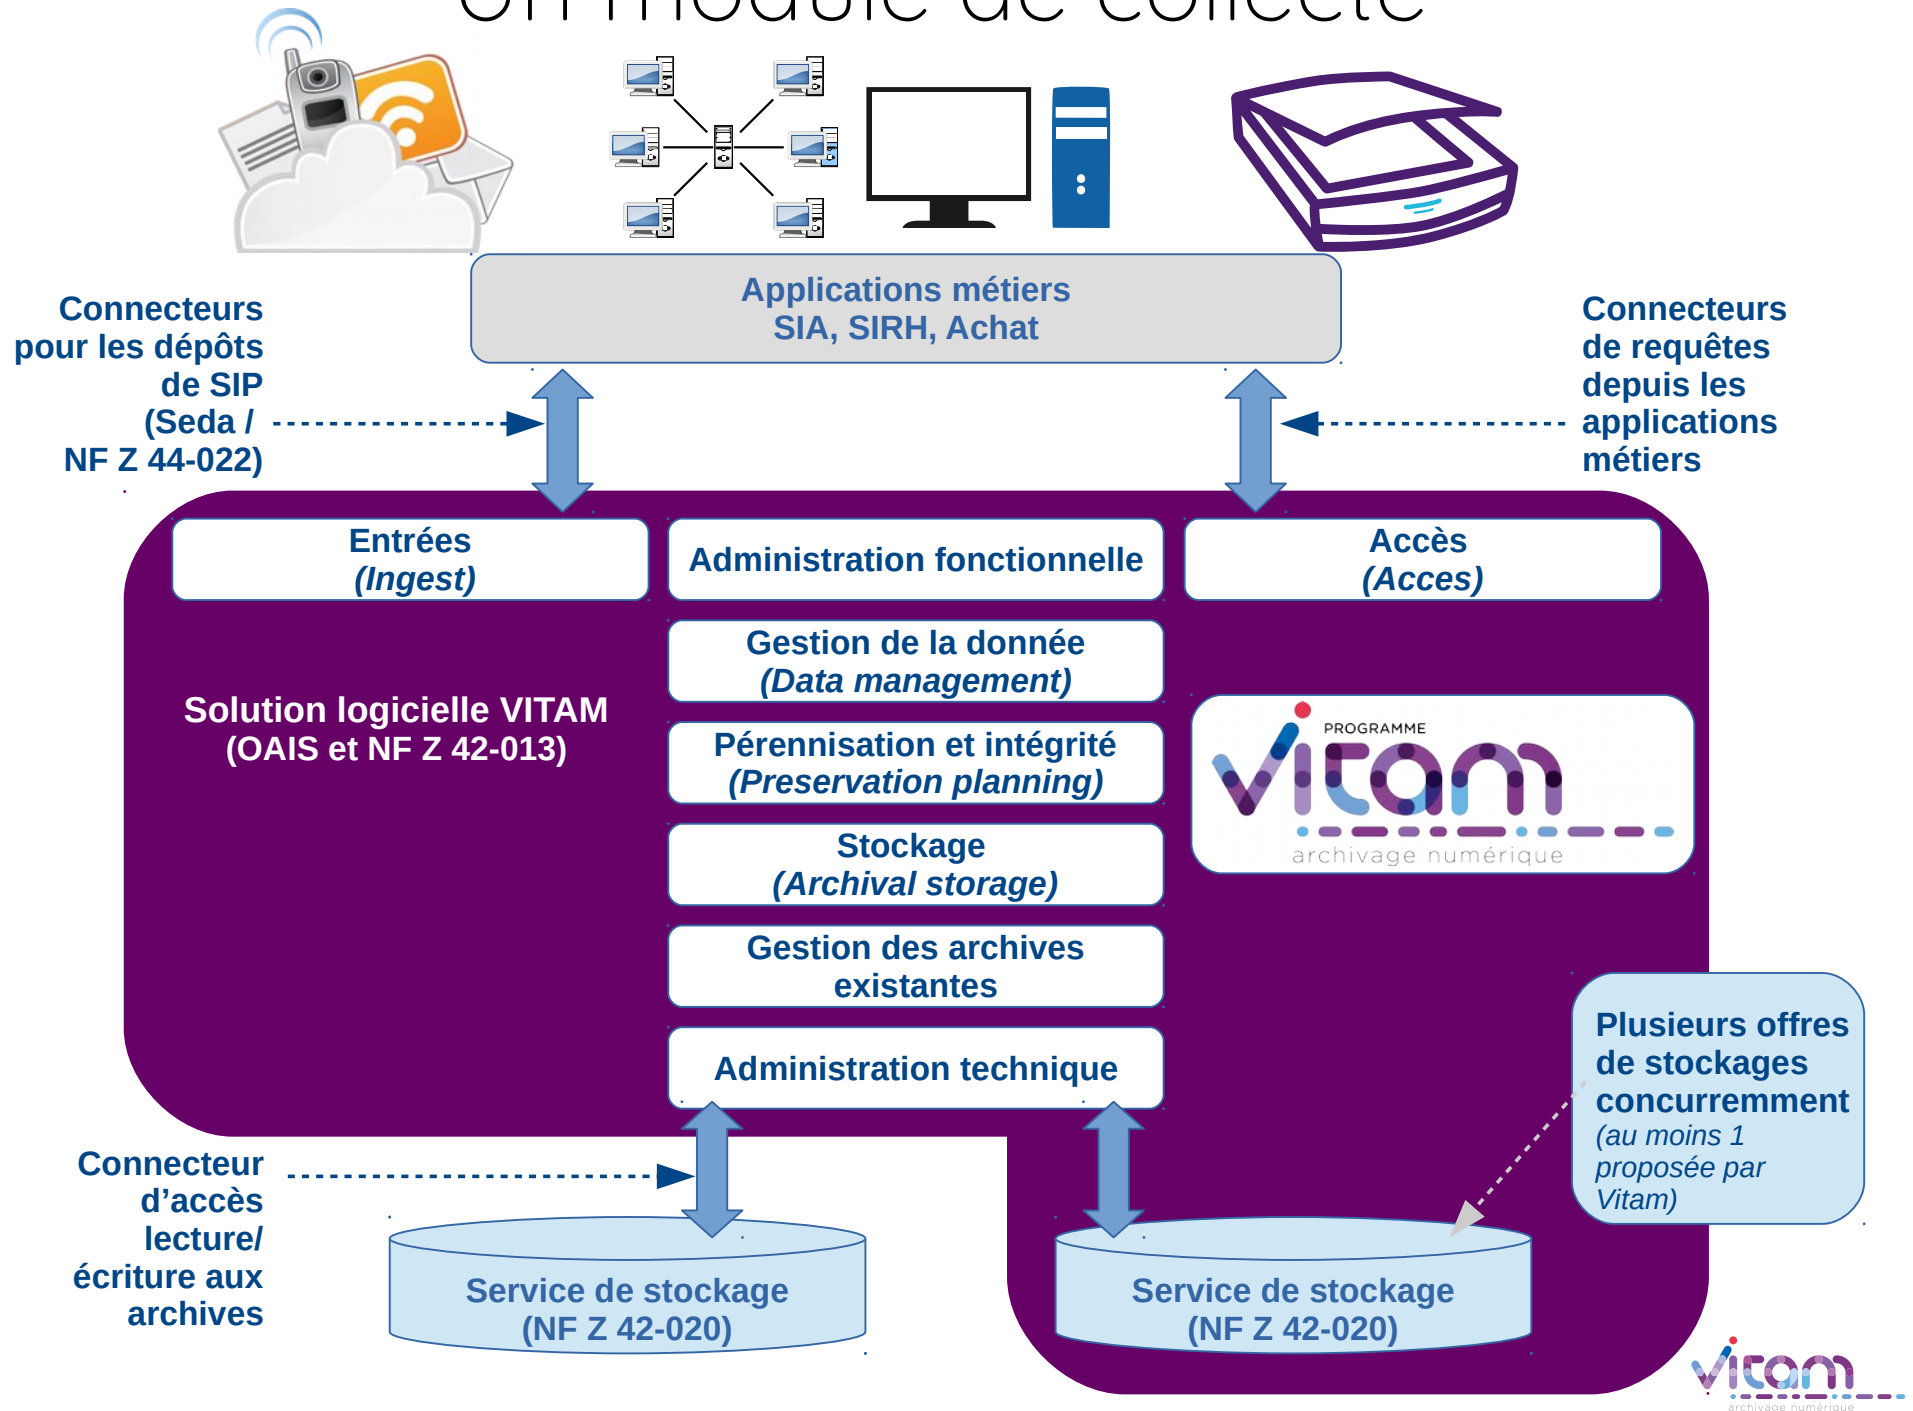 Un module de collecte
Applications métiers
SIA, SIRH, Achat
Connecteurs
pour les dépôts
de SIP
(Seda /
NF Z 44-022)
Connecteurs
de requêtes
depuis les
applications
métiers
Entrées
(Ingest)
Administration fonctionnelle
Accès
(Acces)
Gestion de la donnée
(Data management)
Solution logicielle VITAM
(OAIS et NF Z 42-013)
Pérennisation et intégrité
(Preservation planning)
PROGRAMME
vitam
archivage numérique
Stockage
(Archival storage)
Gestion des archives
existantes
Administration technique
Plusieurs offres
de stockages
concurremment
(au moins 1
proposée par
Vitam)
Connecteur
d’accès
lecture/
écriture aux
archives
Service de stockage
(NF Z 42-020)
Service de stockage
(NF Z 42-020)
vitam
archivage numérique